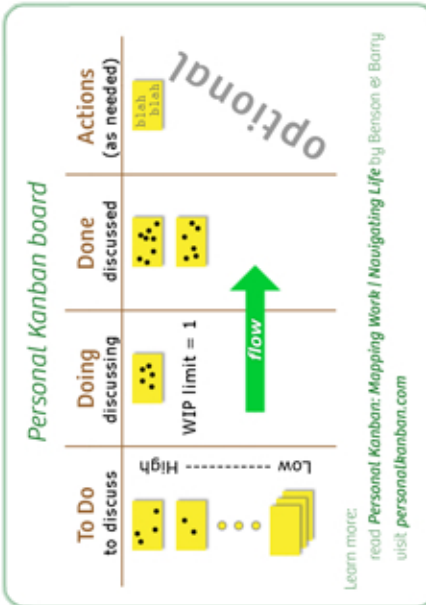 Personal Kanban board
To Do
to discuss
Doing
discussing
Done
discussed
Actions
(as needed)
High
Low
WIP limit = 1
flow
blah
blah
optional
Learn more:
read Personal Kanban: Mapping Work | Navigating Life by Benson & Barry
visit personalkanban.com